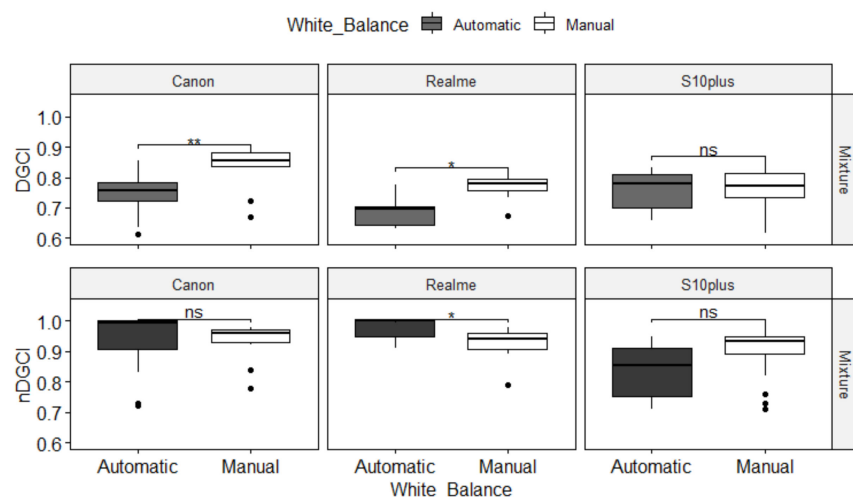 White_Balance Automatic Manual
Canon Realme S10plus
DGCI
1.0
0.9
0.8
0.7
0.6
** * ns
Mixture
Canon Realme S10plus
nDGCI
1.0
0.9
0.8
0.7
0.6
ns * ns
Mixture
Automatic Manual Automatic Manual Automatic Manual
White_Balance